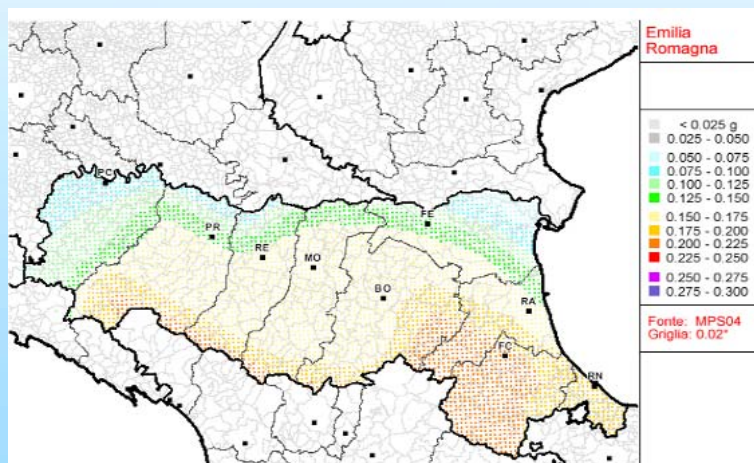 Emilia
Romagna
< 0.025 g
0.025 - 0.050
0.050 - 0.075
0.075 - 0.100
0.100 - 0.125
0.125 - 0.150
0.150 - 0.175
0.175 - 0.200
0.200 - 0.225
0.225 - 0.250
0.250 - 0.275
0.275 - 0.300
Fonte: MPS04
Griglia: 0.02°
PC
PR
RE
MO
BO
FE
RA
FC
RN